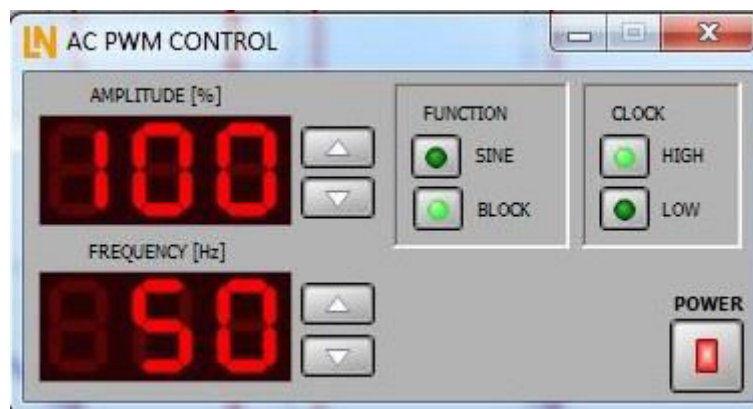 LN AC PWM CONTROL
AMPLITUDE [%]
100
FREQUENCY [Hz]
50
FUNCTION
SINE
BLOCK
CLOCK
HIGH
LOW
POWER